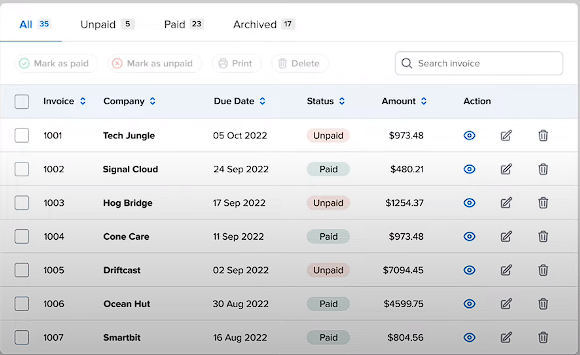 All 35 Unpaid 5 Paid 23 Archived 17
Mark as paid Mark as unpaid Print Delete Search invoice
Invoice Company Due Date Status Amount Action
1001 Tech Jungle 05 Oct 2022 Unpaid $973.48
1002 Signal Cloud 24 Sep 2022 Paid $480.21
1003 Hog Bridge 17 Sep 2022 Unpaid $1254.37
1004 Cone Care 11 Sep 2022 Paid $973.48
1005 Driftcast 02 Sep 2022 Unpaid $7094.45
1006 Ocean Hut 30 Aug 2022 Paid $4599.75
1007 Smartbit 16 Aug 2022 Paid $804.56